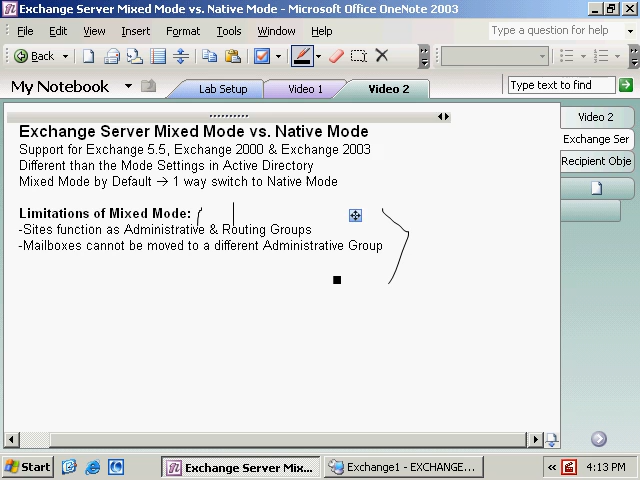 Exchange Server Mixed Mode vs. Native Mode - Microsoft Office OneNote 2003
File Edit View Insert Format Tools Window Help Type a question for help
Back
My Notebook Lab Setup Video 1 Video 2 Type text to find
Video 2
Exchange Ser
Recipient Obje
Exchange Server Mixed Mode vs. Native Mode
Support for Exchange 5.5, Exchange 2000 & Exchange 2003
Different than the Mode Settings in Active Directory
Mixed Mode by Default → 1 way switch to Native Mode
Limitations of Mixed Mode:
-Sites function as Administrative & Routing Groups
-Mailboxes cannot be moved to a different Administrative Group
Start Exchange Server Mix... Exchange1 - EXCHANGE... « 4:13 PM